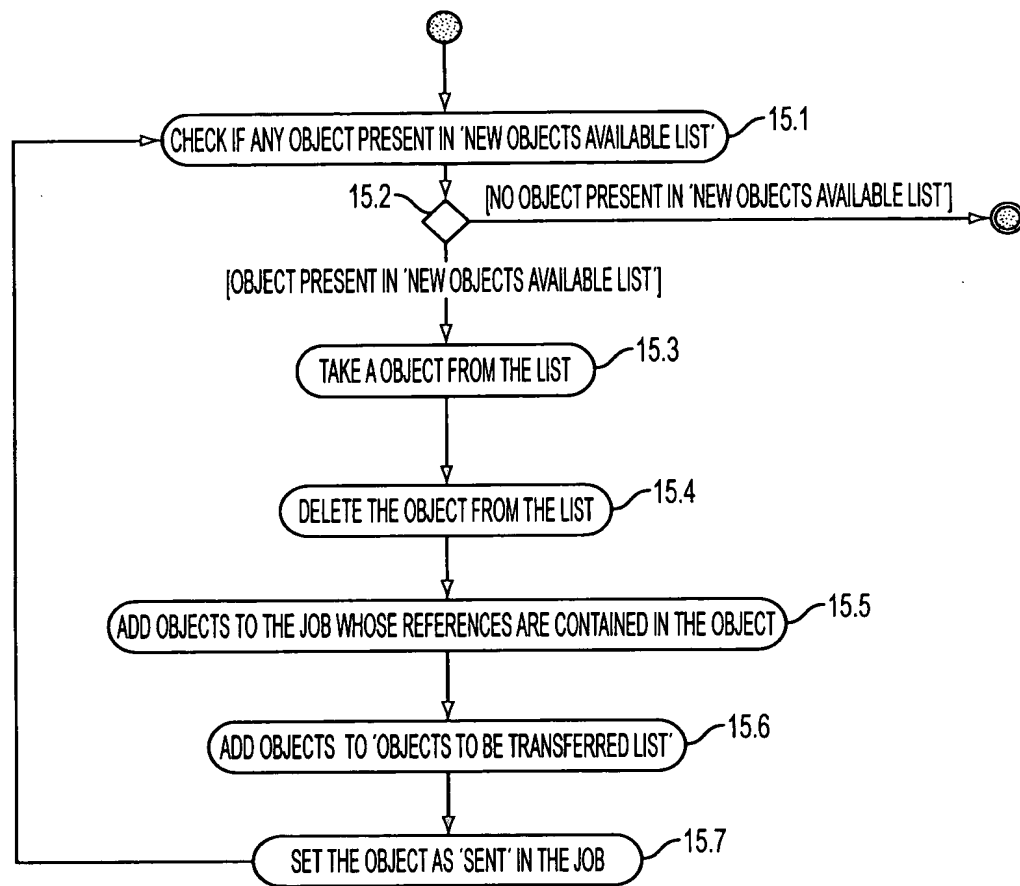 CHECK IF ANY OBJECT PRESENT IN 'NEW OBJECTS AVAILABLE LIST'
15.1
15.2
[NO OBJECT PRESENT IN 'NEW OBJECTS AVAILABLE LIST']
[OBJECT PRESENT IN 'NEW OBJECTS AVAILABLE LIST']
TAKE A OBJECT FROM THE LIST
15.3
DELETE THE OBJECT FROM THE LIST
15.4
ADD OBJECTS TO THE JOB WHOSE REFERENCES ARE CONTAINED IN THE OBJECT
15.5
ADD OBJECTS TO 'OBJECTS TO BE TRANSFERRED LIST'
15.6
SET THE OBJECT AS 'SENT' IN THE JOB
15.7